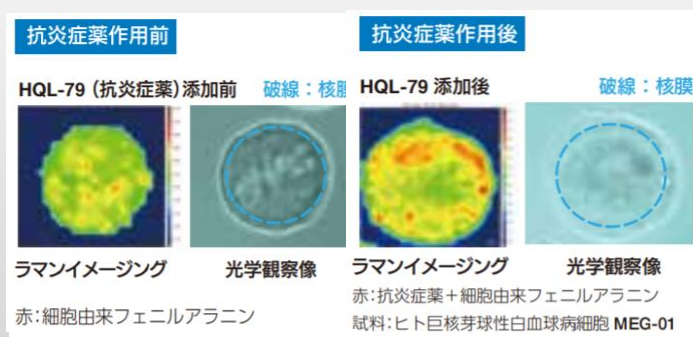 抗炎症薬作用前
HQL-79（抗炎症薬）添加前 破線：核膜
ラマンイメージング 光学観察像
赤：細胞由来フェニルアラニン
抗炎症薬作用後
HQL-79 添加後 破線：核膜
ラマンイメージング 光学観察像
赤：抗炎症薬＋細胞由来フェニルアラニン
試料：ヒト巨核芽球性白血球病細胞 MEG-01